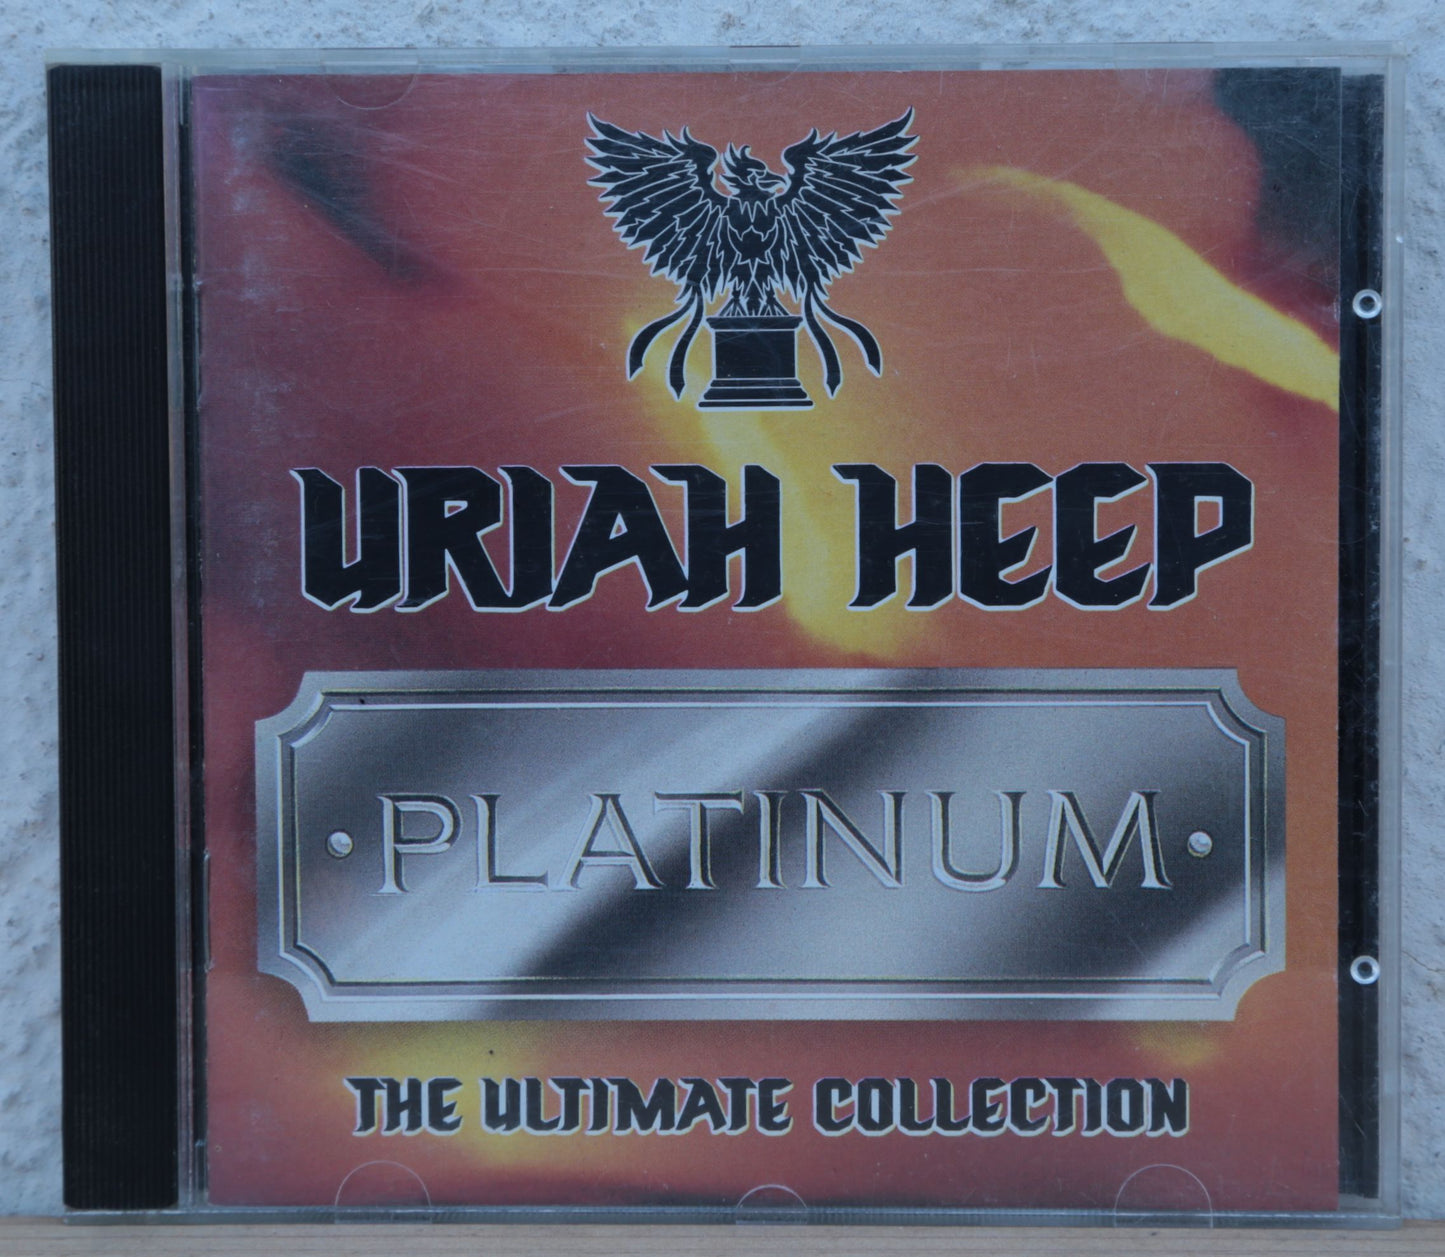 URIAH HEEP
PLATINUM
THE ULTIMATE COLLECTION